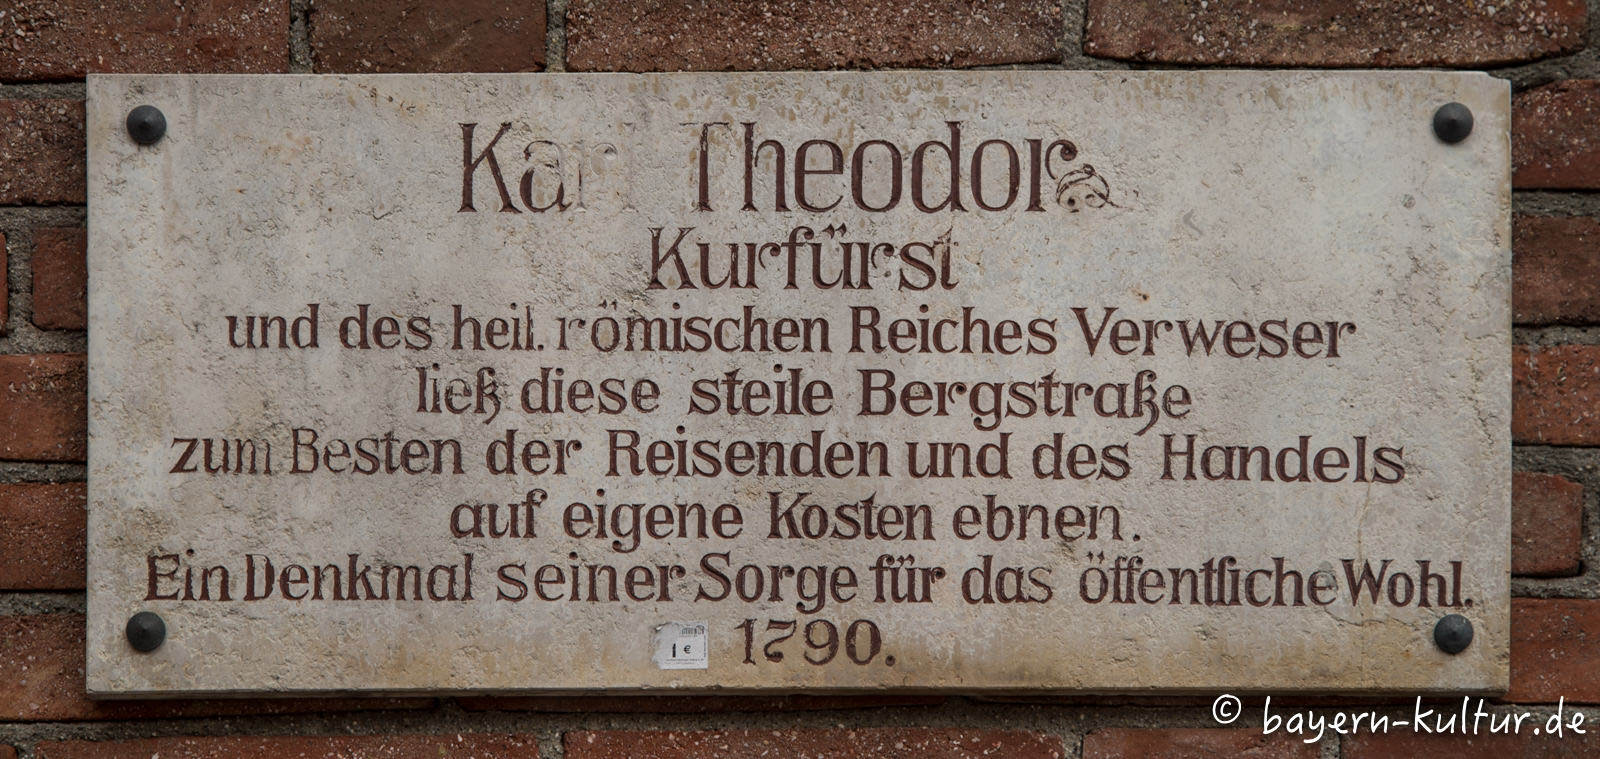 Karl Theodor
Kurfürst
und des heil. römischen Reiches Verweser
ließ diese steile Bergstraße
zum Besten der Reisenden und des Handels
auf eigene Kosten ebnen.
Ein Denkmal seiner Sorge für das öffentliche Wohl.
1790.
1 €
© bayern-kultur.de